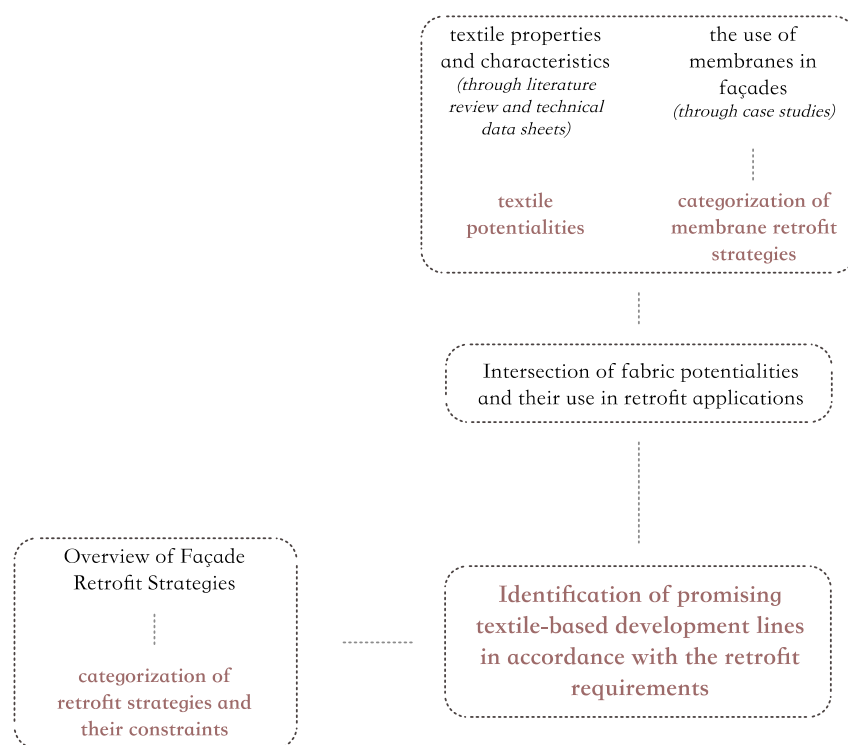 textile properties
and characteristics
(through literature
review and technical
data sheets)
textile
potentialities
the use of
membranes in
façades
(through case studies)
categorization of
membrane retrofit
strategies
Intersection of fabric potentialities
and their use in retrofit applications
Overview of Façade
Retrofit Strategies
categorization of
retrofit strategies and
their constraints
Identification of promising
textile-based development lines
in accordance with the retrofit
requirements